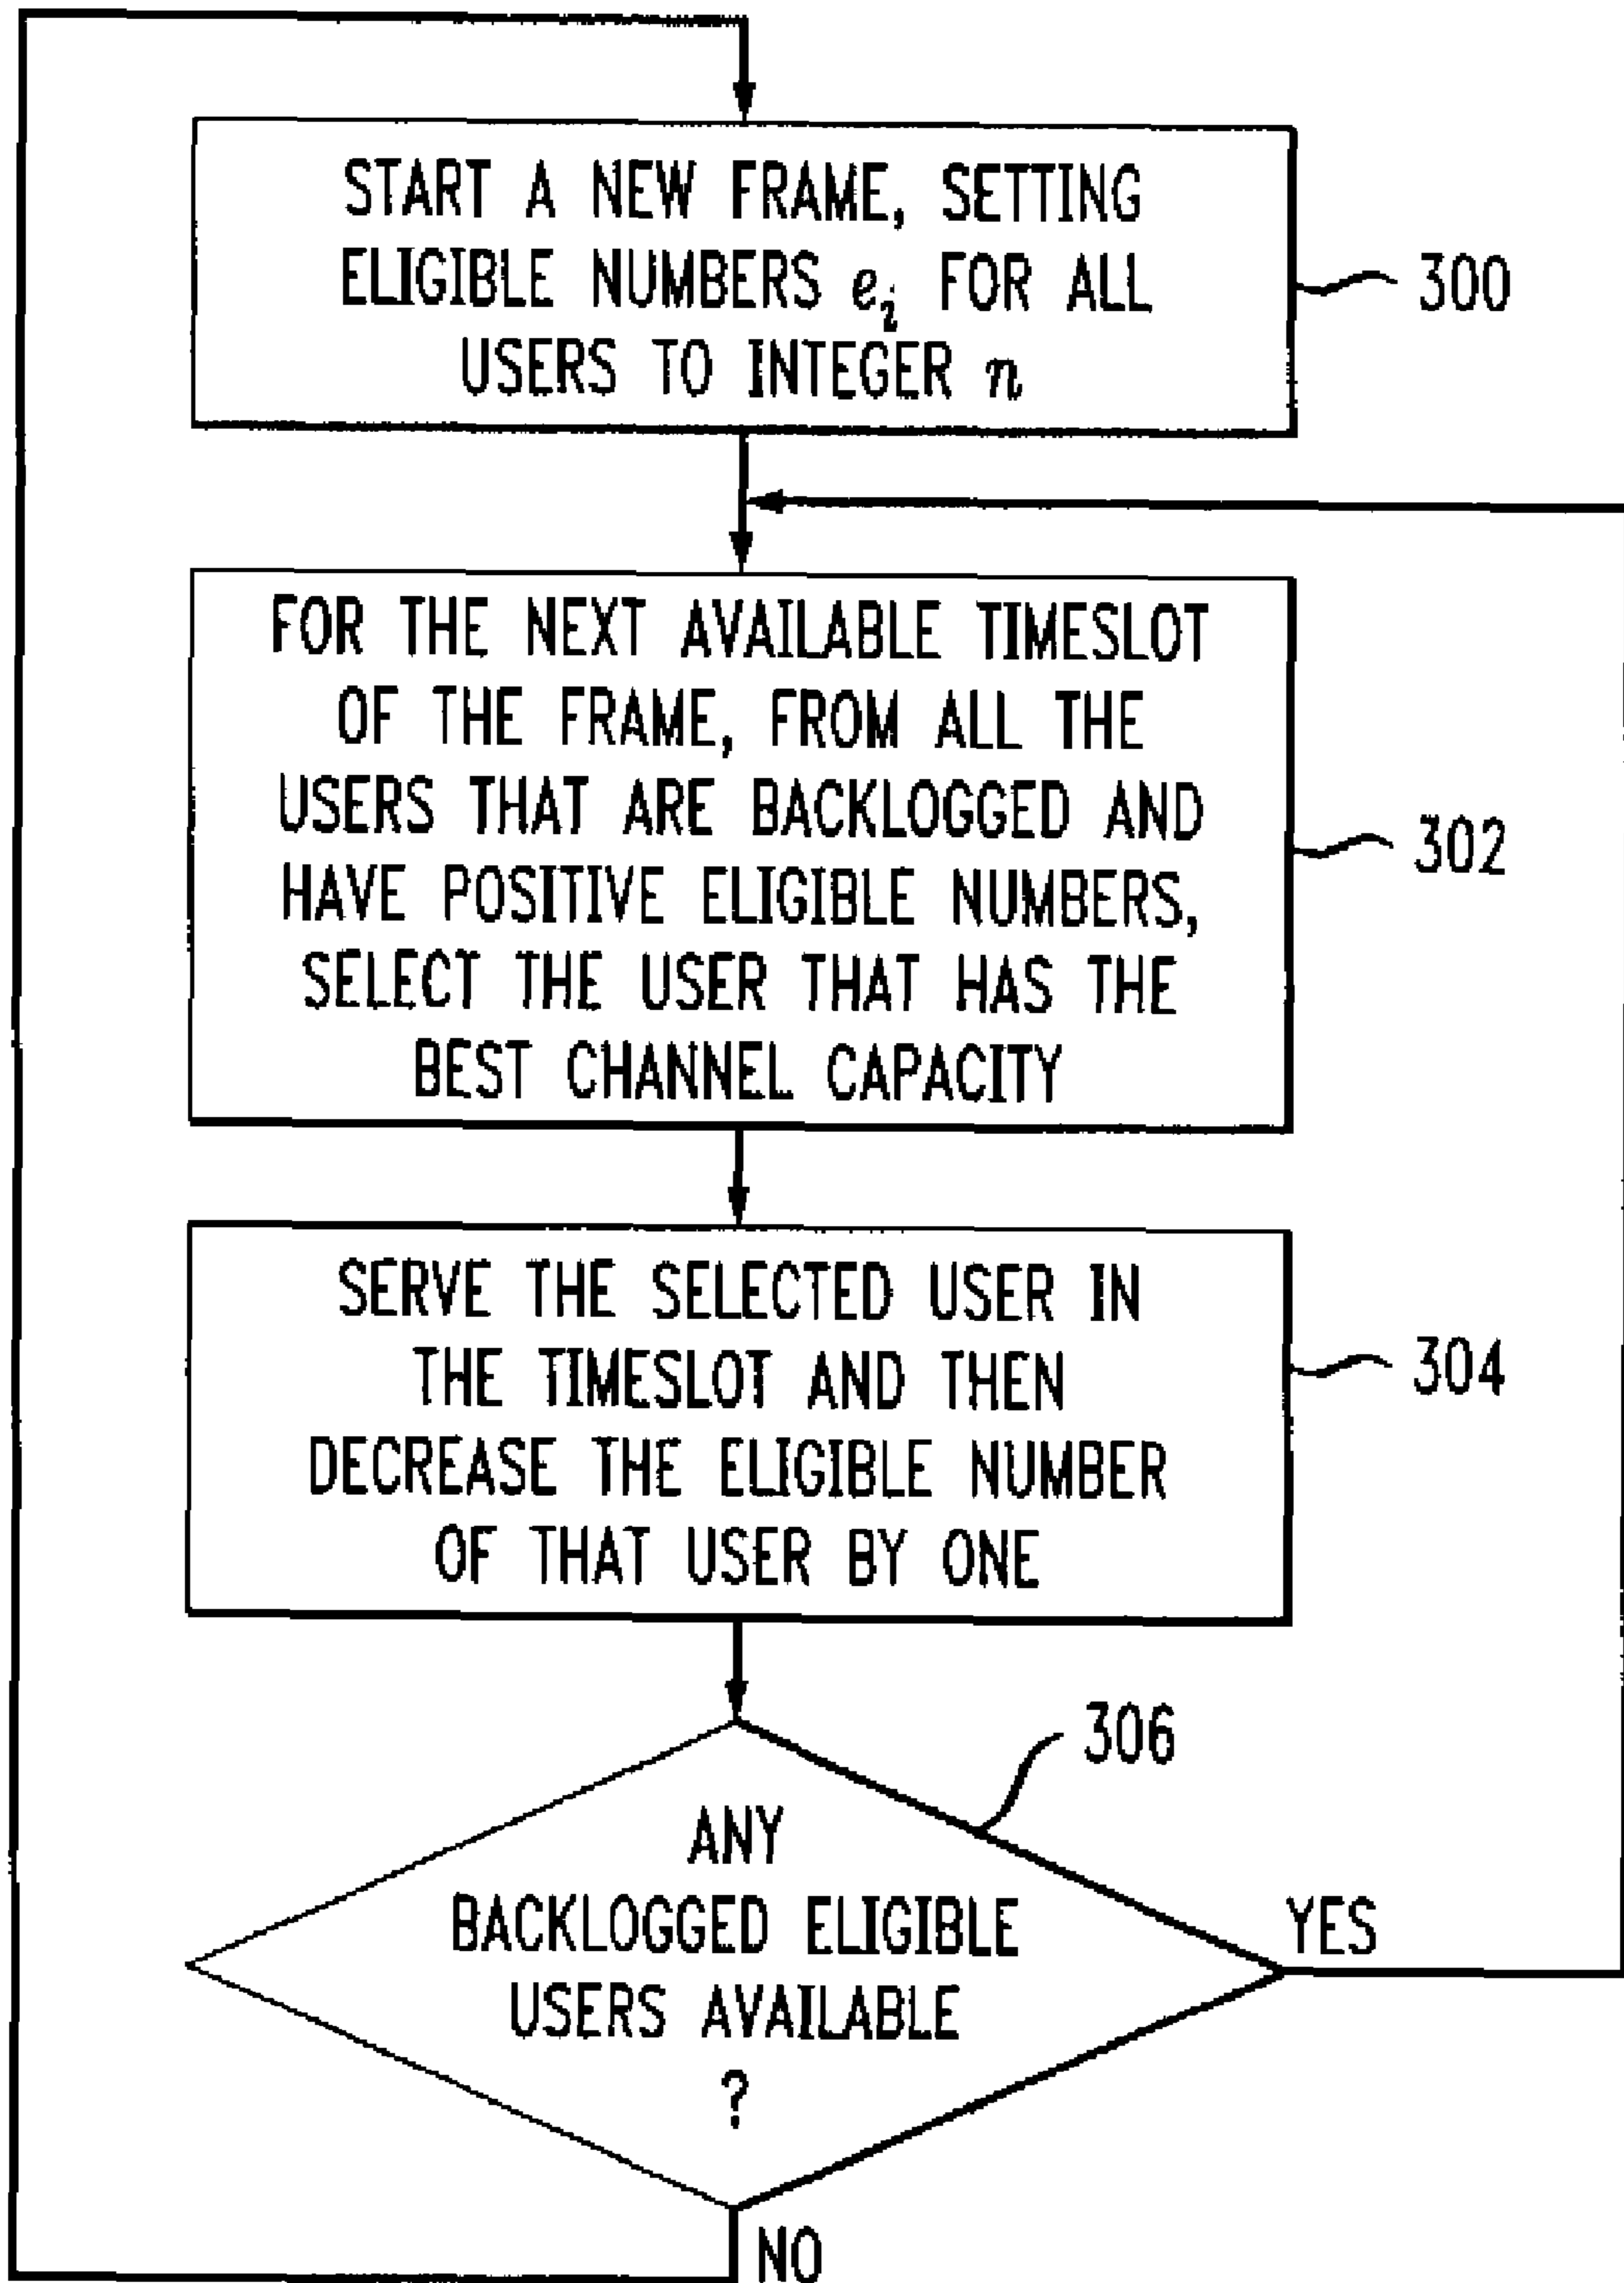 START A NEW FRAME, SETTING
ELIGIBLE NUMBERS e_i FOR ALL
USERS TO INTEGER n
300
FOR THE NEXT AVAILABLE TIMESLOT
OF THE FRAME, FROM ALL THE
USERS THAT ARE BACKLOGGED AND
HAVE POSITIVE ELIGIBLE NUMBERS,
SELECT THE USER THAT HAS THE
BEST CHANNEL CAPACITY
302
SERVE THE SELECTED USER IN
THE TIMESLOT AND THEN
DECREASE THE ELIGIBLE NUMBER
OF THAT USER BY ONE
304
306
ANY
BACKLOGGED ELIGIBLE
USERS AVAILABLE
?
YES
NO